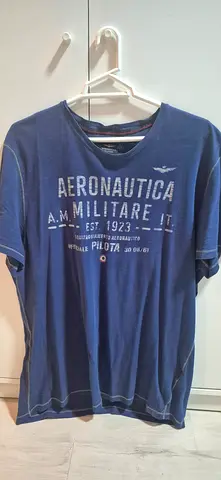 AERONAUTICA
A.M. MILITARE IT.
EST. 1923
PILOTA